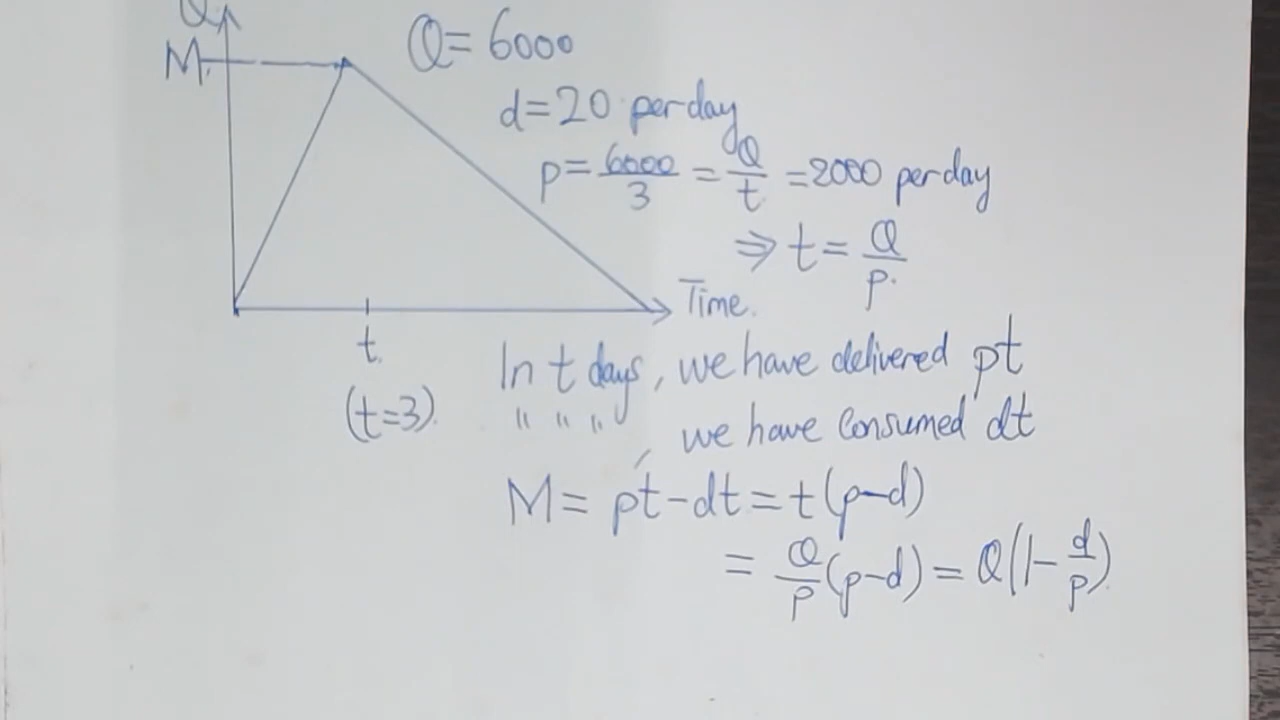 Q
M
Q = 6000
d = 20 per day
p = 6000/3 = Q/t = 2000 per day
⇒ t = Q/p.
Time.
t.
(t=3).
In t days, we have delivered pt
" " " , we have consumed dt
M = pt - dt = t(p-d)
= Q/p (p-d) = Q(1 - d/p).